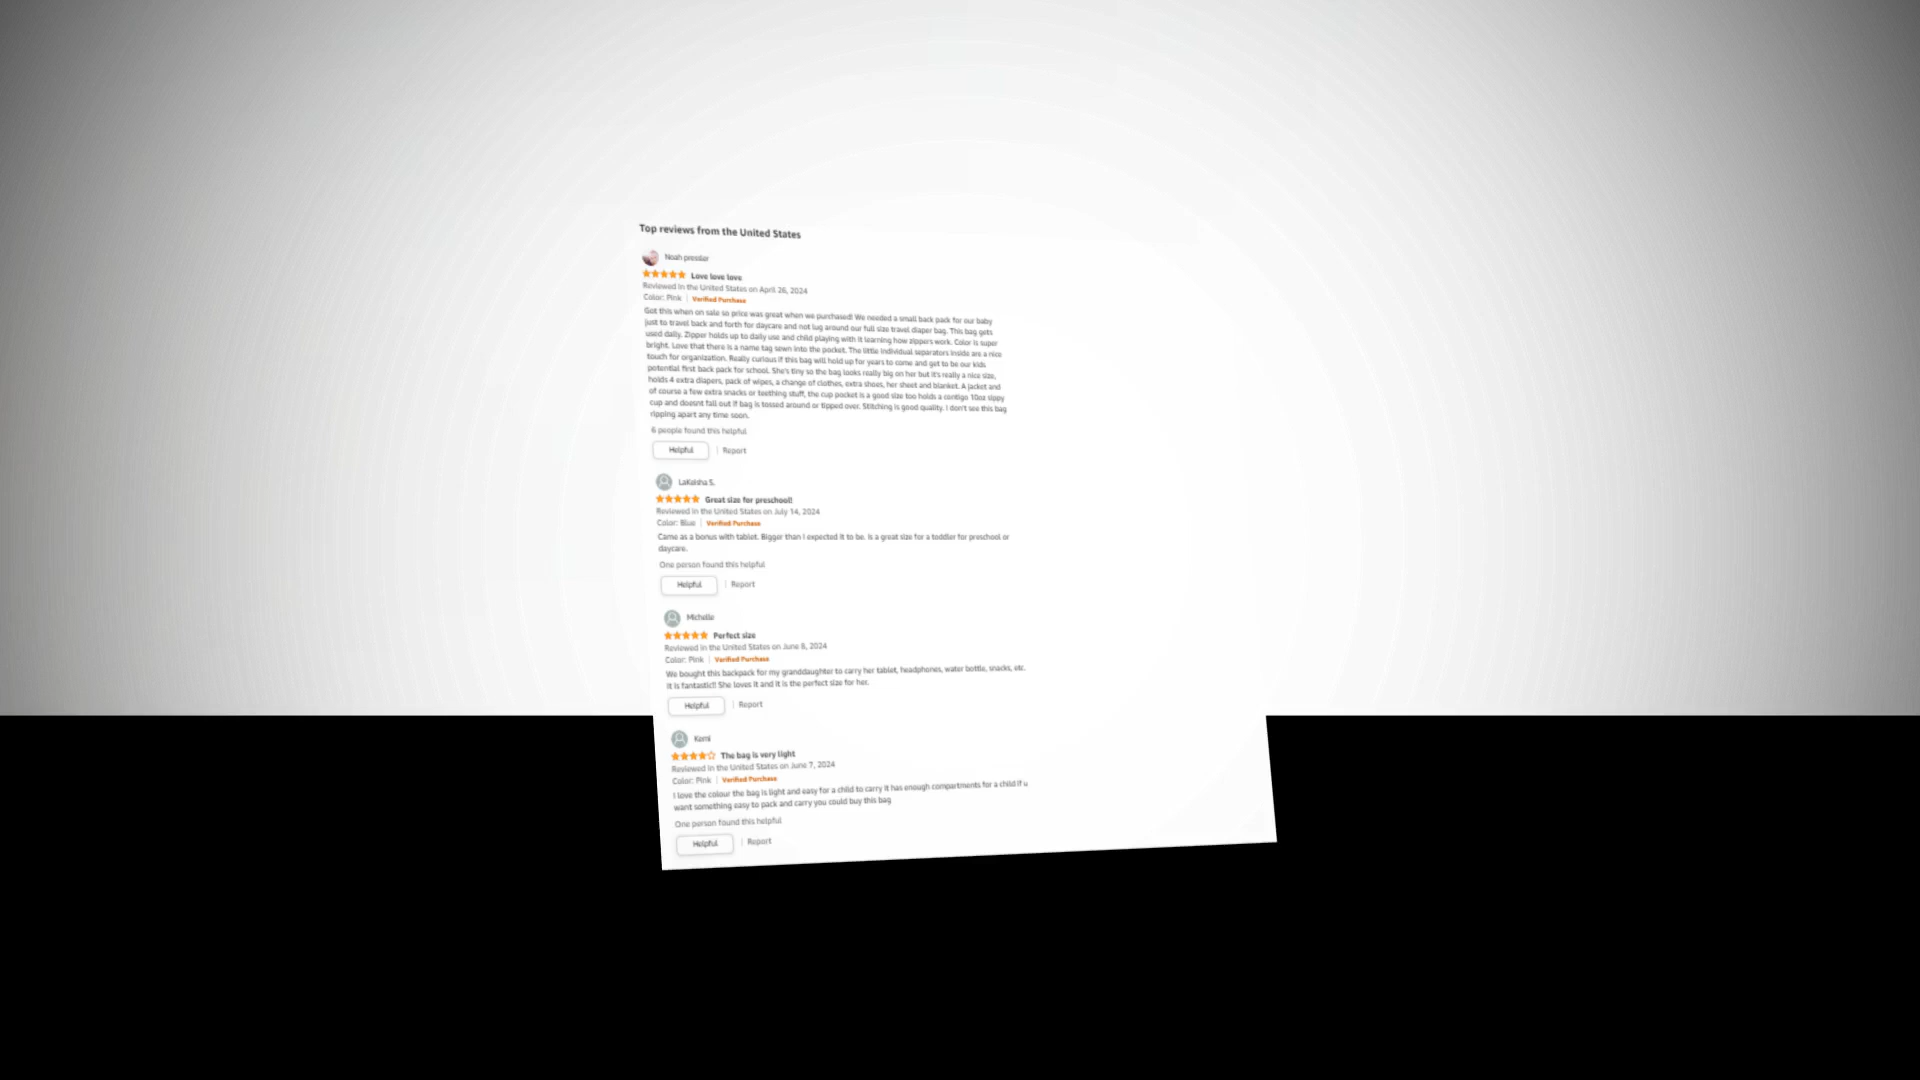 Top reviews from the United States
Noah pressler
Love love love
Reviewed in the United States on April 26, 2024
Color: Pink | Verified Purchase
Got this when on sale so price was great when we purchased! We needed a small back pack for our baby
just to travel back and forth for daycare and not lug around our full size travel diaper bag. This bag gets
used daily. Zipper holds up to daily use and child playing with it learning how zippers work. Color is super
bright. Love that there is a name tag sewn into the pocket. The little individual separators inside are a nice
touch for organization. Really curious if this bag will hold up for years to come and get to be our kids
potential first back pack for school. She's tiny so the bag looks really big on her but it's really a nice size,
holds 4 extra diapers, pack of wipes, a change of clothes, extra shoes, her sheet and blanket. A jacket and
of course a few extra snacks or teething stuff, the cup pocket is a good size too holds a contigo 10oz sippy
cup and doesnt fall out if bag is tossed around or tipped over. Stitching is good quality. I don't see this bag
ripping apart any time soon.
6 people found this helpful
Helpful | Report
LaKeisha S.
Great size for preschool!
Reviewed in the United States on July 14, 2024
Color: Blue | Verified Purchase
Came as a bonus with tablet. Bigger than I expected it to be. Is a great size for a toddler for preschool or
daycare.
One person found this helpful
Helpful | Report
Michelle
Perfect size
Reviewed in the United States on June 8, 2024
Color: Pink | Verified Purchase
We bought this backpack for my granddaughter to carry her tablet, headphones, water bottle, snacks, etc.
It is fantastic!! She loves it and it is the perfect size for her.
Helpful | Report
Kemi
The bag is very light
Reviewed in the United States on June 7, 2024
Color: Pink | Verified Purchase
I love the colour the bag is light and easy for a child to carry it has enough compartments for a child if u
want something easy to pack and carry you could buy this bag
One person found this helpful
Helpful | Report